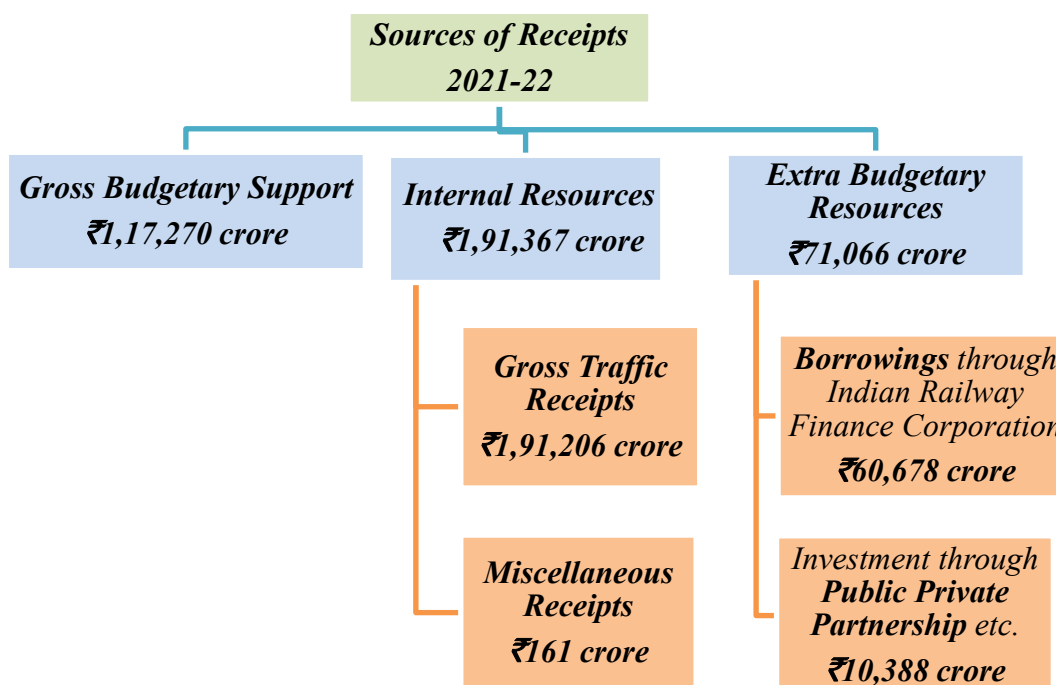 Sources of Receipts
2021-22
Gross Budgetary Support
₹1,17,270 crore
Internal Resources
₹1,91,367 crore
Extra Budgetary
Resources
₹71,066 crore
Gross Traffic
Receipts
₹1,91,206 crore
Miscellaneous
Receipts
₹161 crore
Borrowings through
Indian Railway
Finance Corporation
₹60,678 crore
Investment through
Public Private
Partnership etc.
₹10,388 crore